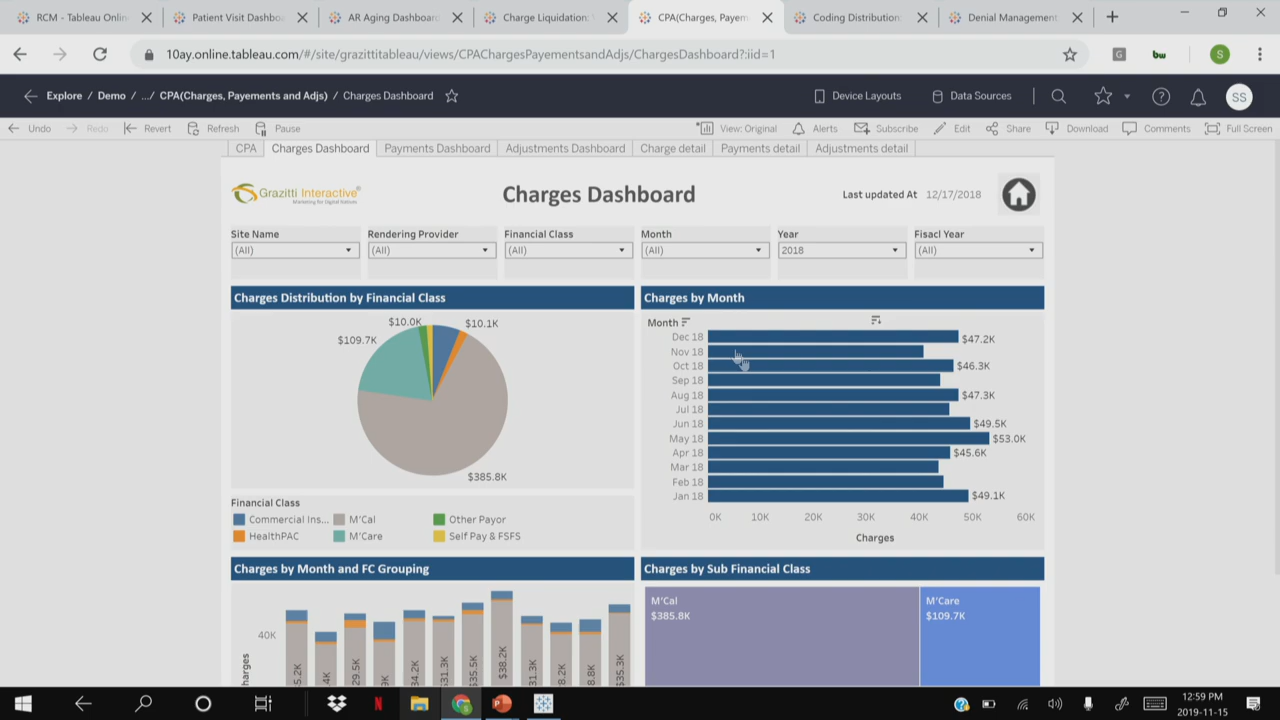 RCM - Tableau Onlin
Patient Visit Dashbo
AR Aging Dashboard
Charge Liquidation:
CPA(Charges, Payem
Coding Distribution
Denial Management
10ay.online.tableau.com/#/site/grazittitableau/views/CPAChargesPayementsandAdjs/ChargesDashboard?:iid=1
G
bw
S
Explore / Demo / .../ CPA(Charges, Payements and Adjs) / Charges Dashboard
Device Layouts
Data Sources
SS
Undo
Redo
Revert
Refresh
Pause
View: Original
Alerts
Subscribe
Edit
Share
Download
Comments
Full Screen
CPA
Charges Dashboard
Payments Dashboard
Adjustments Dashboard
Charge detail
Payments detail
Adjustments detail
Grazitti Interactive®
Charges Dashboard
Last updated At 12/17/2018
Site Name
Rendering Provider
Financial Class
Month
Year
Fisacl Year
(All)
(All)
(All)
(All)
2018
(All)
Charges Distribution by Financial Class
$10.0K
$10.1K
$109.7K
$385.8K
Financial Class
Commercial Ins...
M'Cal
Other Payor
HealthPAC
M'Care
Self Pay & FSFS
Charges by Month
Month
Dec 18 $47.2K
Nov 18
Oct 18 $46.3K
Sep 18
Aug 18 $47.3K
Jul 18
Jun 18 $49.5K
May 18 $53.0K
Apr 18 $45.6K
Mar 18
Feb 18
Jan 18 $49.1K
0K 10K 20K 30K 40K 50K 60K
Charges
Charges by Month and FC Grouping
40K
$38.2K
$35.5K
Charges by Sub Financial Class
M'Cal
$385.8K
M'Care
$109.7K
12:59 PM
2019-11-15